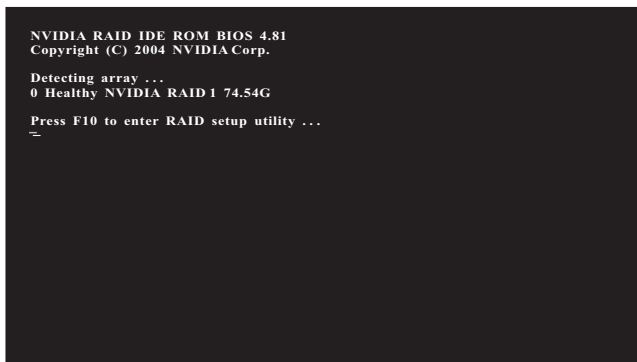 NVIDIA RAID IDE ROM BIOS 4.81
Copyright (C) 2004 NVIDIA Corp.
Detecting array ...
0 Healthy NVIDIA RAID 1 74.54G
Press F10 to enter RAID setup utility ...